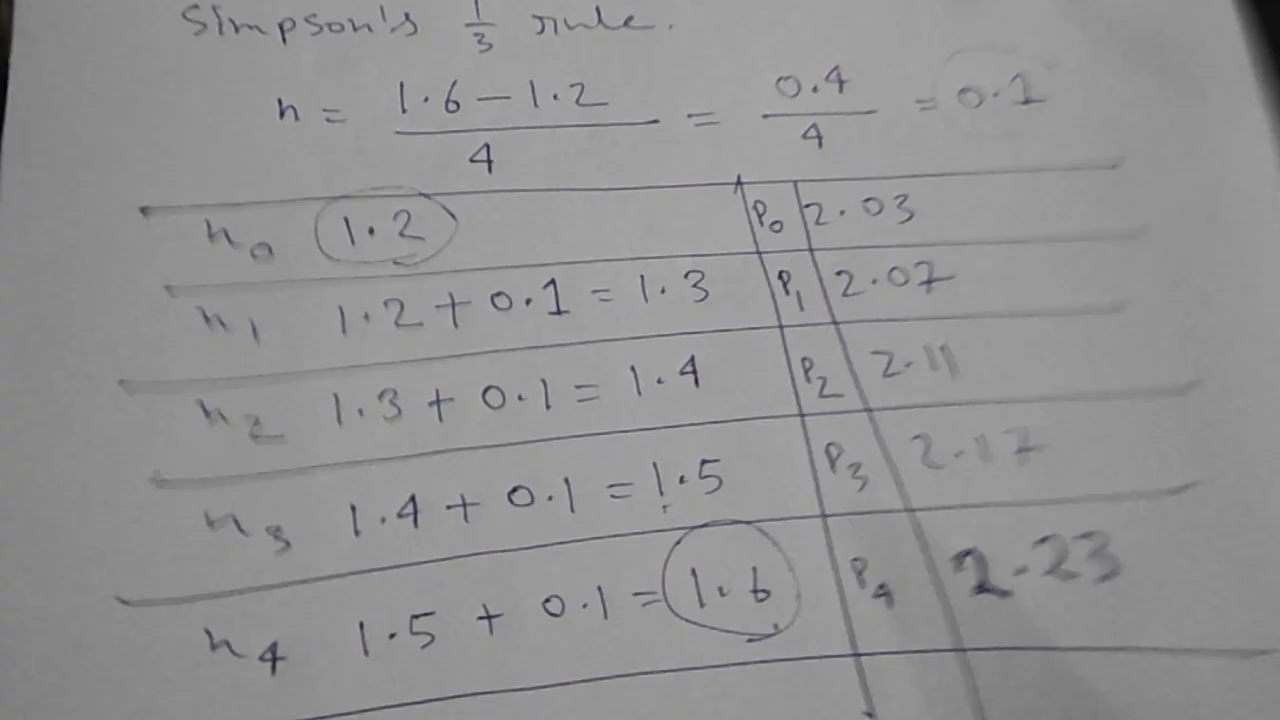 Simpson's 1/3 rule.
h = 1.6 - 1.2 / 4 = 0.4 / 4 = 0.1
x0 1.2 P0 2.03
x1 1.2 + 0.1 = 1.3 P1 2.07
x2 1.3 + 0.1 = 1.4 P2 2.11
x3 1.4 + 0.1 = 1.5 P3 2.17
x4 1.5 + 0.1 = 1.6 P4 2.23